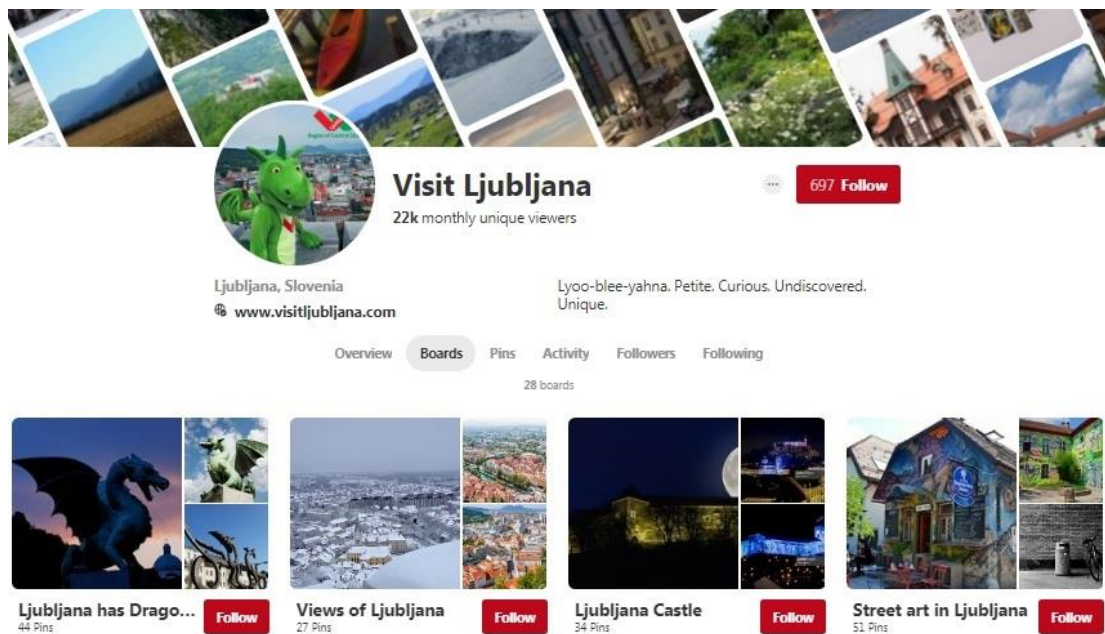 Visit Ljubljana
697 Follow
22k monthly unique viewers
Ljubljana, Slovenia
www.visitljubljana.com
Lyoo-blee-yahna. Petite. Curious. Undiscovered.
Unique.
Overview Boards Pins Activity Followers Following
28 boards
Ljubljana has Drago...
44 Pins
Follow
Views of Ljubljana
27 Pins
Follow
Ljubljana Castle
34 Pins
Follow
Street art in Ljubljana
51 Pins
Follow